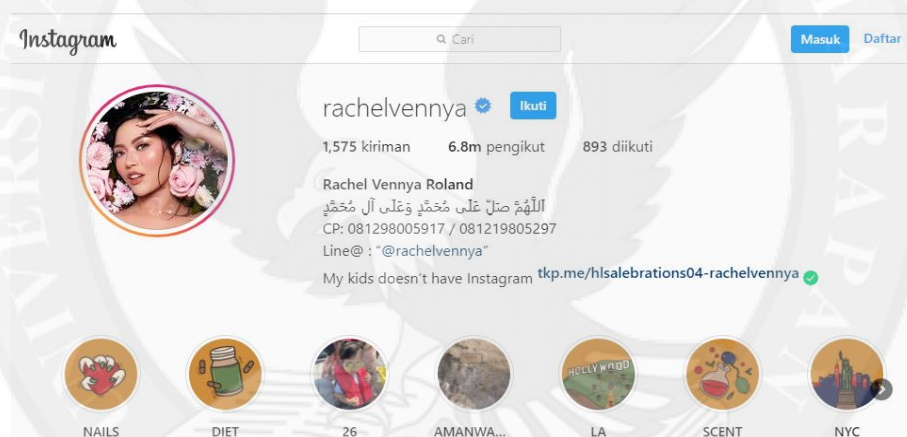 Instagram
Cari
Masuk Daftar
rachelvennya Ikuti
1,575 kiriman 6.8m pengikut 893 diikuti
Rachel Vennya Roland
اَللّٰهُمَّ صَلِّ عَلَى مُحَمَّدٍ وَعَلَى آلِ مُحَمَّدٍ
CP: 081298005917 / 081219805297
Line@ : "@rachelvennya"
My kids doesn't have Instagram tkp.me/hlsalebrations04-rachelvennya
HOLLYWOOD
NAILS DIET 26 AMANWA... LA SCENT NYC